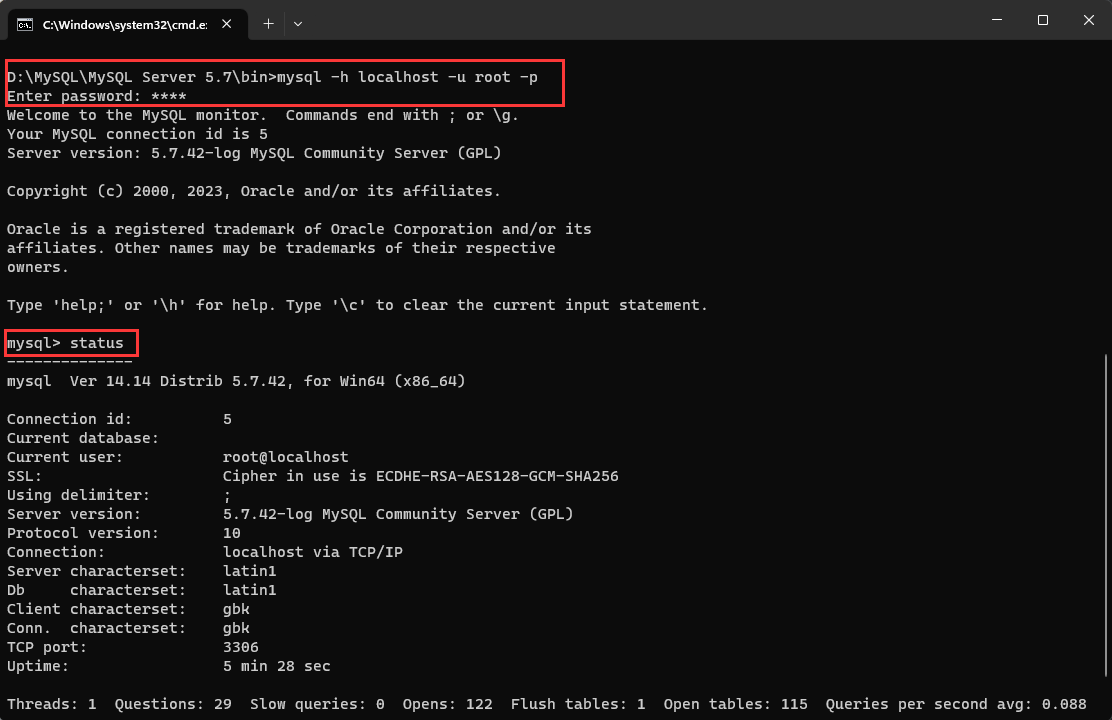 C:\Windows\system32\cmd.e
D:\MySQL\MySQL Server 5.7\bin>mysql -h localhost -u root -p
Enter password: ****
Welcome to the MySQL monitor.  Commands end with ; or \g.
Your MySQL connection id is 5
Server version: 5.7.42-log MySQL Community Server (GPL)
Copyright (c) 2000, 2023, Oracle and/or its affiliates.
Oracle is a registered trademark of Oracle Corporation and/or its
affiliates. Other names may be trademarks of their respective
owners.
Type 'help;' or '\h' for help. Type '\c' to clear the current input statement.
mysql> status
--------------
mysql  Ver 14.14 Distrib 5.7.42, for Win64 (x86_64)
Connection id:          5
Current database:
Current user:           root@localhost
SSL:                    Cipher in use is ECDHE-RSA-AES128-GCM-SHA256
Using delimiter:        ;
Server version:         5.7.42-log MySQL Community Server (GPL)
Protocol version:       10
Connection:             localhost via TCP/IP
Server characterset:    latin1
Db     characterset:    latin1
Client characterset:    gbk
Conn.  characterset:    gbk
TCP port:               3306
Uptime:                 5 min 28 sec
Threads: 1  Questions: 29  Slow queries: 0  Opens: 122  Flush tables: 1  Open tables: 115  Queries per second avg: 0.088